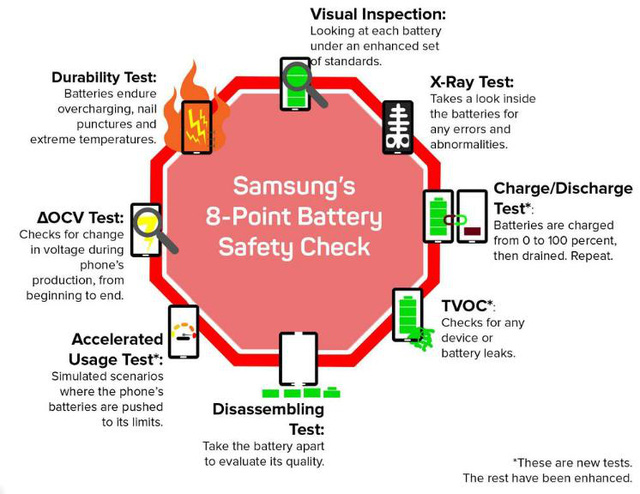 Visual Inspection:
Looking at each battery
under an enhanced set
of standards.
X-Ray Test:
Takes a look inside
the batteries for
any errors and
abnormalities.
Charge/Discharge
Test*:
Batteries are charged
from 0 to 100 percent,
then drained. Repeat.
TVOC*:
Checks for any
device or
battery leaks.
Disassembling
Test:
Take the battery apart
to evaluate its quality.
Accelerated
Usage Test*:
Simulated scenarios
where the phone's
batteries are pushed
to its limits.
ΔOCV Test:
Checks for change
in voltage during
phone's
production, from
beginning to end.
Durability Test:
Batteries endure
overcharging, nail
punctures and
extreme temperatures.
Samsung's
8-Point Battery
Safety Check
*These are new tests.
The rest have been enhanced.